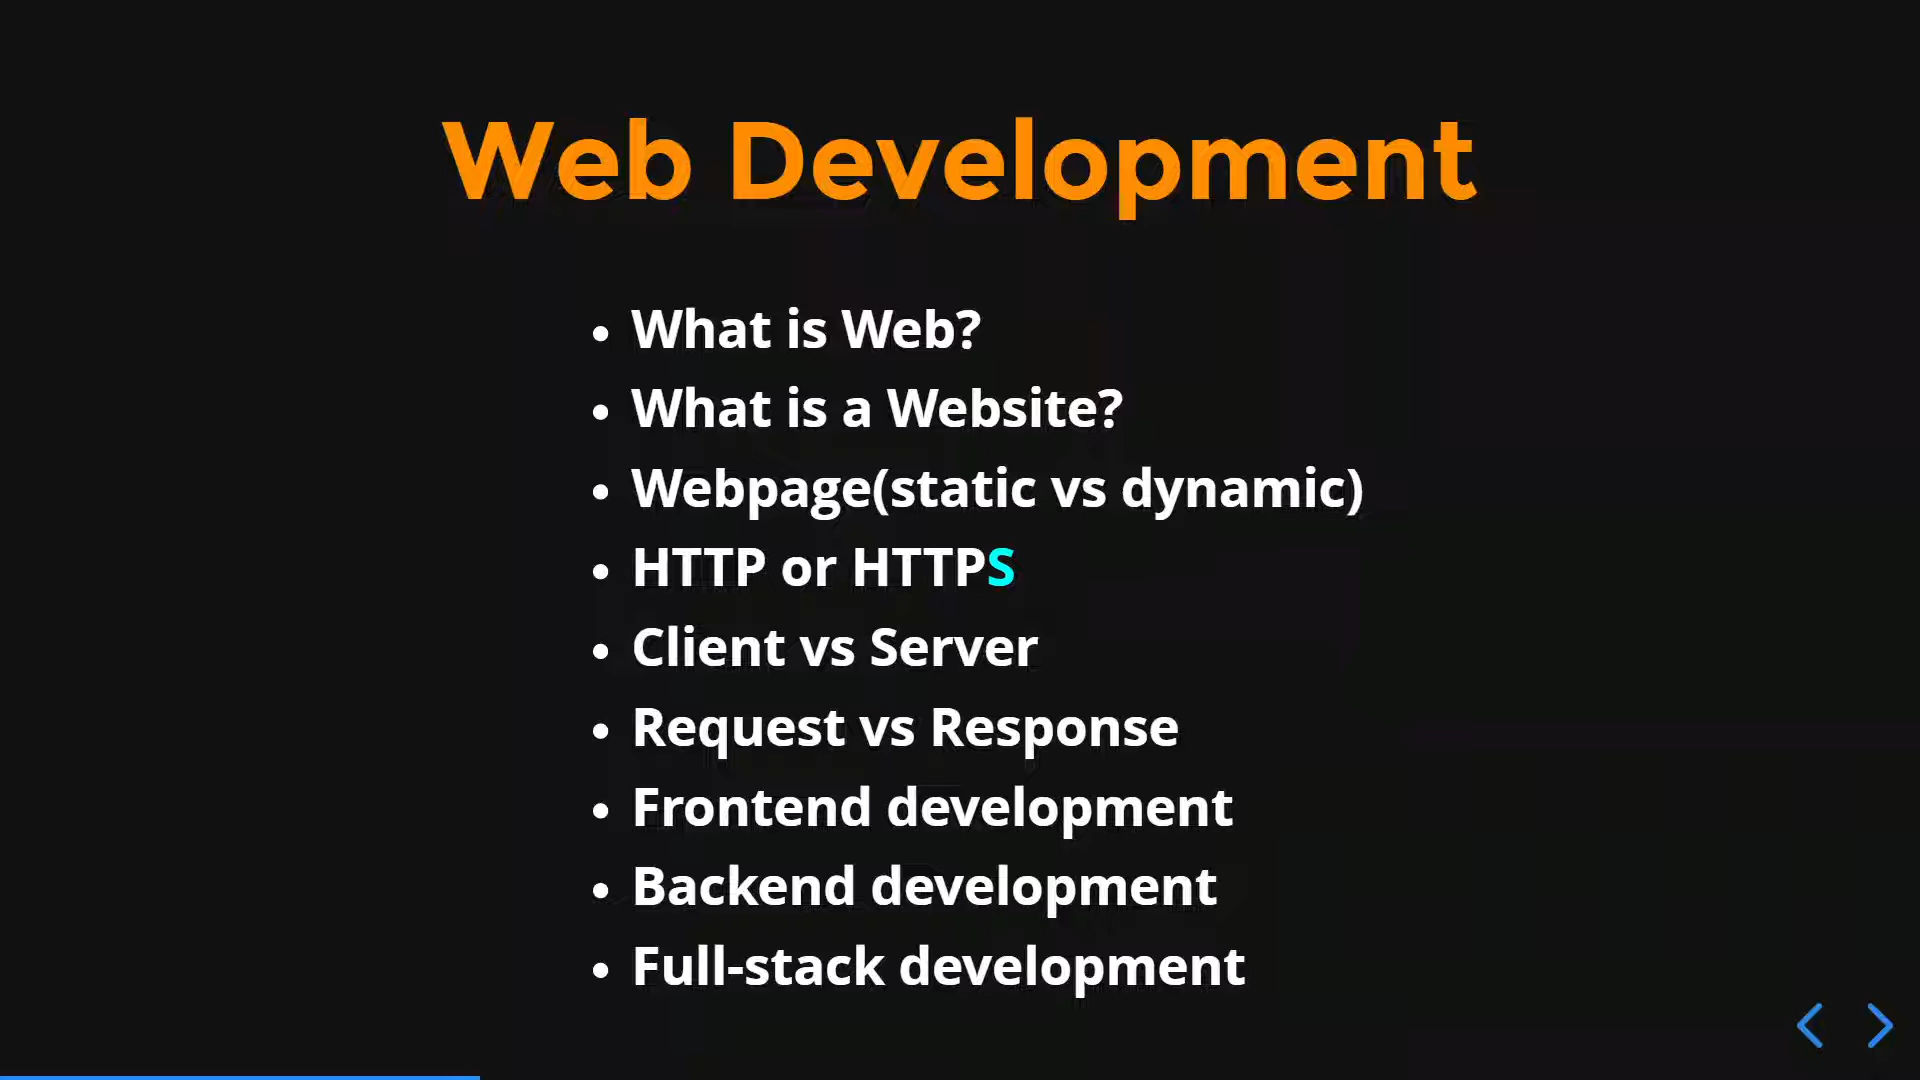 Web Development
• What is Web?
• What is a Website?
• Webpage(static vs dynamic)
• HTTP or HTTPS
• Client vs Server
• Request vs Response
• Frontend development
• Backend development
• Full-stack development